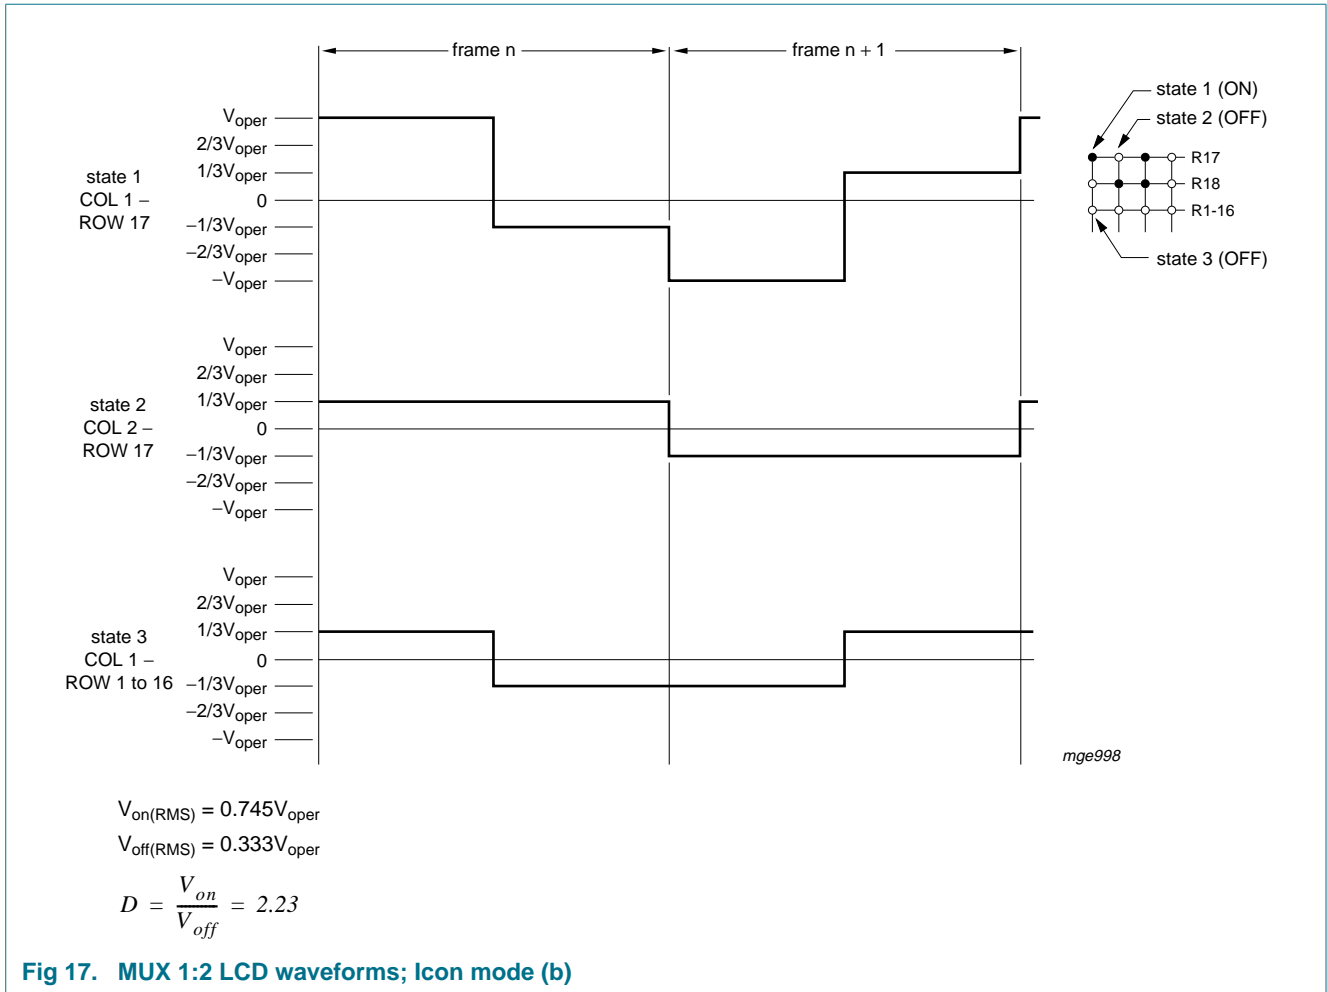 frame n
frame n + 1
state 1 (ON)
state 2 (OFF)
R17
R18
R1-16
state 3 (OFF)
state 1
COL 1 −
ROW 17
Voper
2/3Voper
1/3Voper
0
−1/3Voper
−2/3Voper
−Voper
state 2
COL 2 −
ROW 17
Voper
2/3Voper
1/3Voper
0
−1/3Voper
−2/3Voper
−Voper
state 3
COL 1 −
ROW 1 to 16
Voper
2/3Voper
1/3Voper
0
−1/3Voper
−2/3Voper
−Voper
mge998
Von(RMS) = 0.745Voper
Voff(RMS) = 0.333Voper
D = Von / Voff = 2.23
Fig 17. MUX 1:2 LCD waveforms; Icon mode (b)